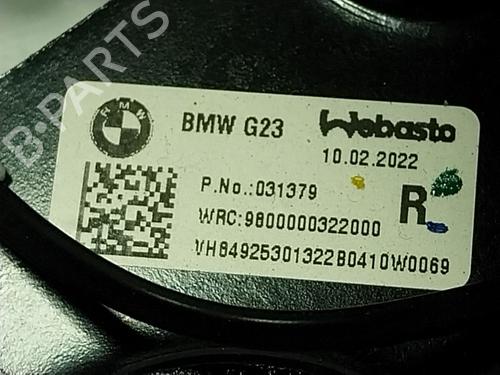 B-PARTS
BMW
BMW G23 Webasto
10.02.2022
P.No.:031379
R
WRC:9800000322000
VH84925301322B0410W0069